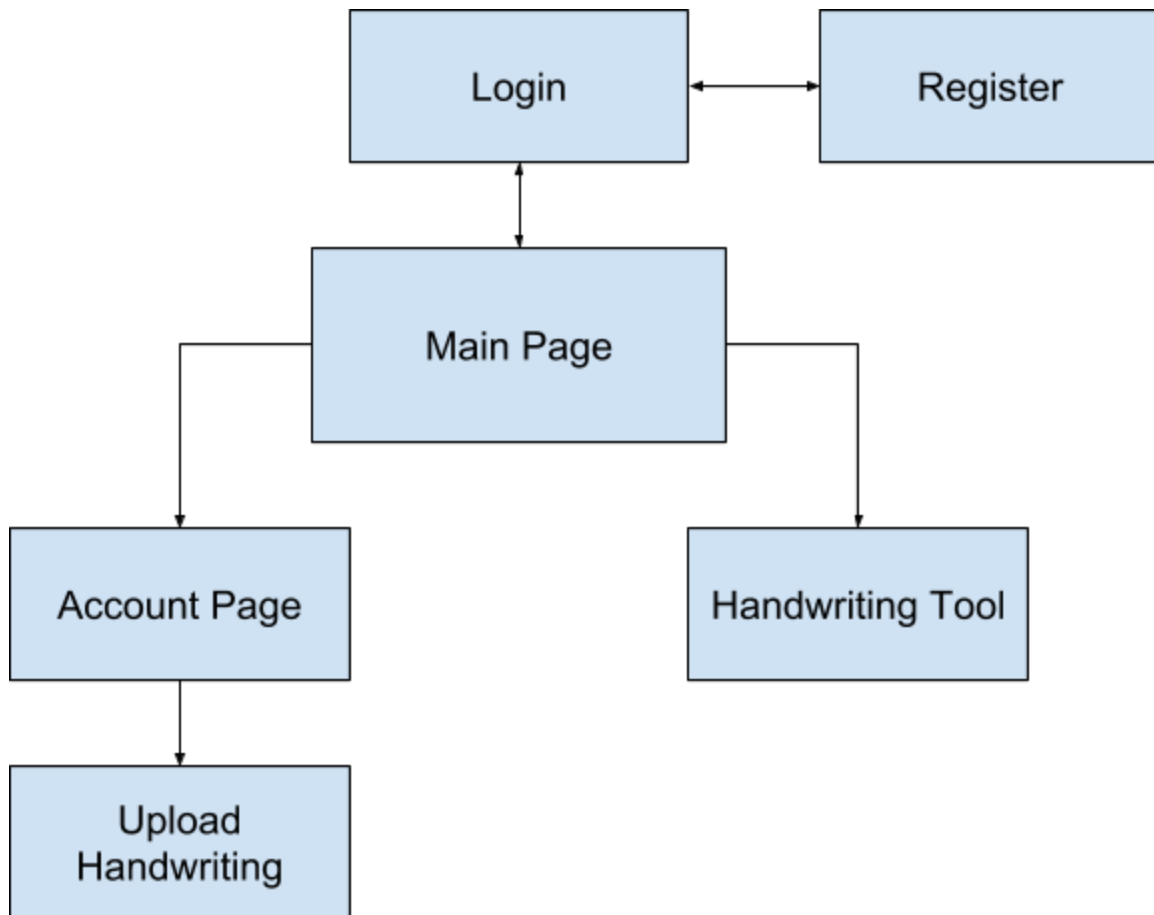 Login
Register
Main Page
Account Page
Handwriting Tool
Upload
Handwriting